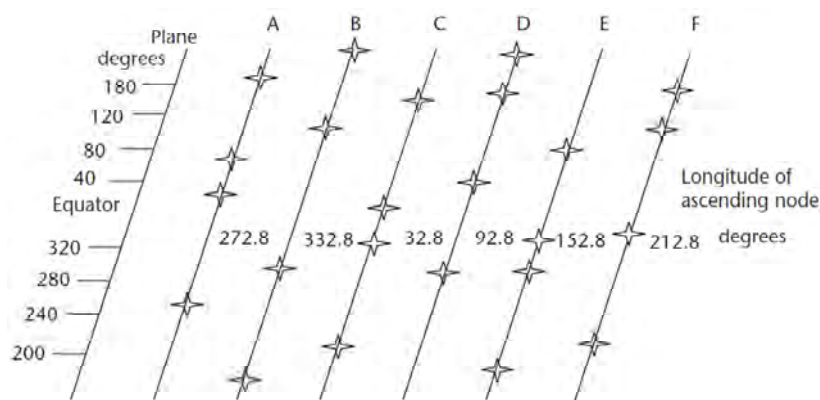 Plane
degrees
A B C D E F
180
120
80
40
Equator
320
280
240
200
272.8 332.8 32.8 92.8 152.8 212.8
Longitude of
ascending node
degrees